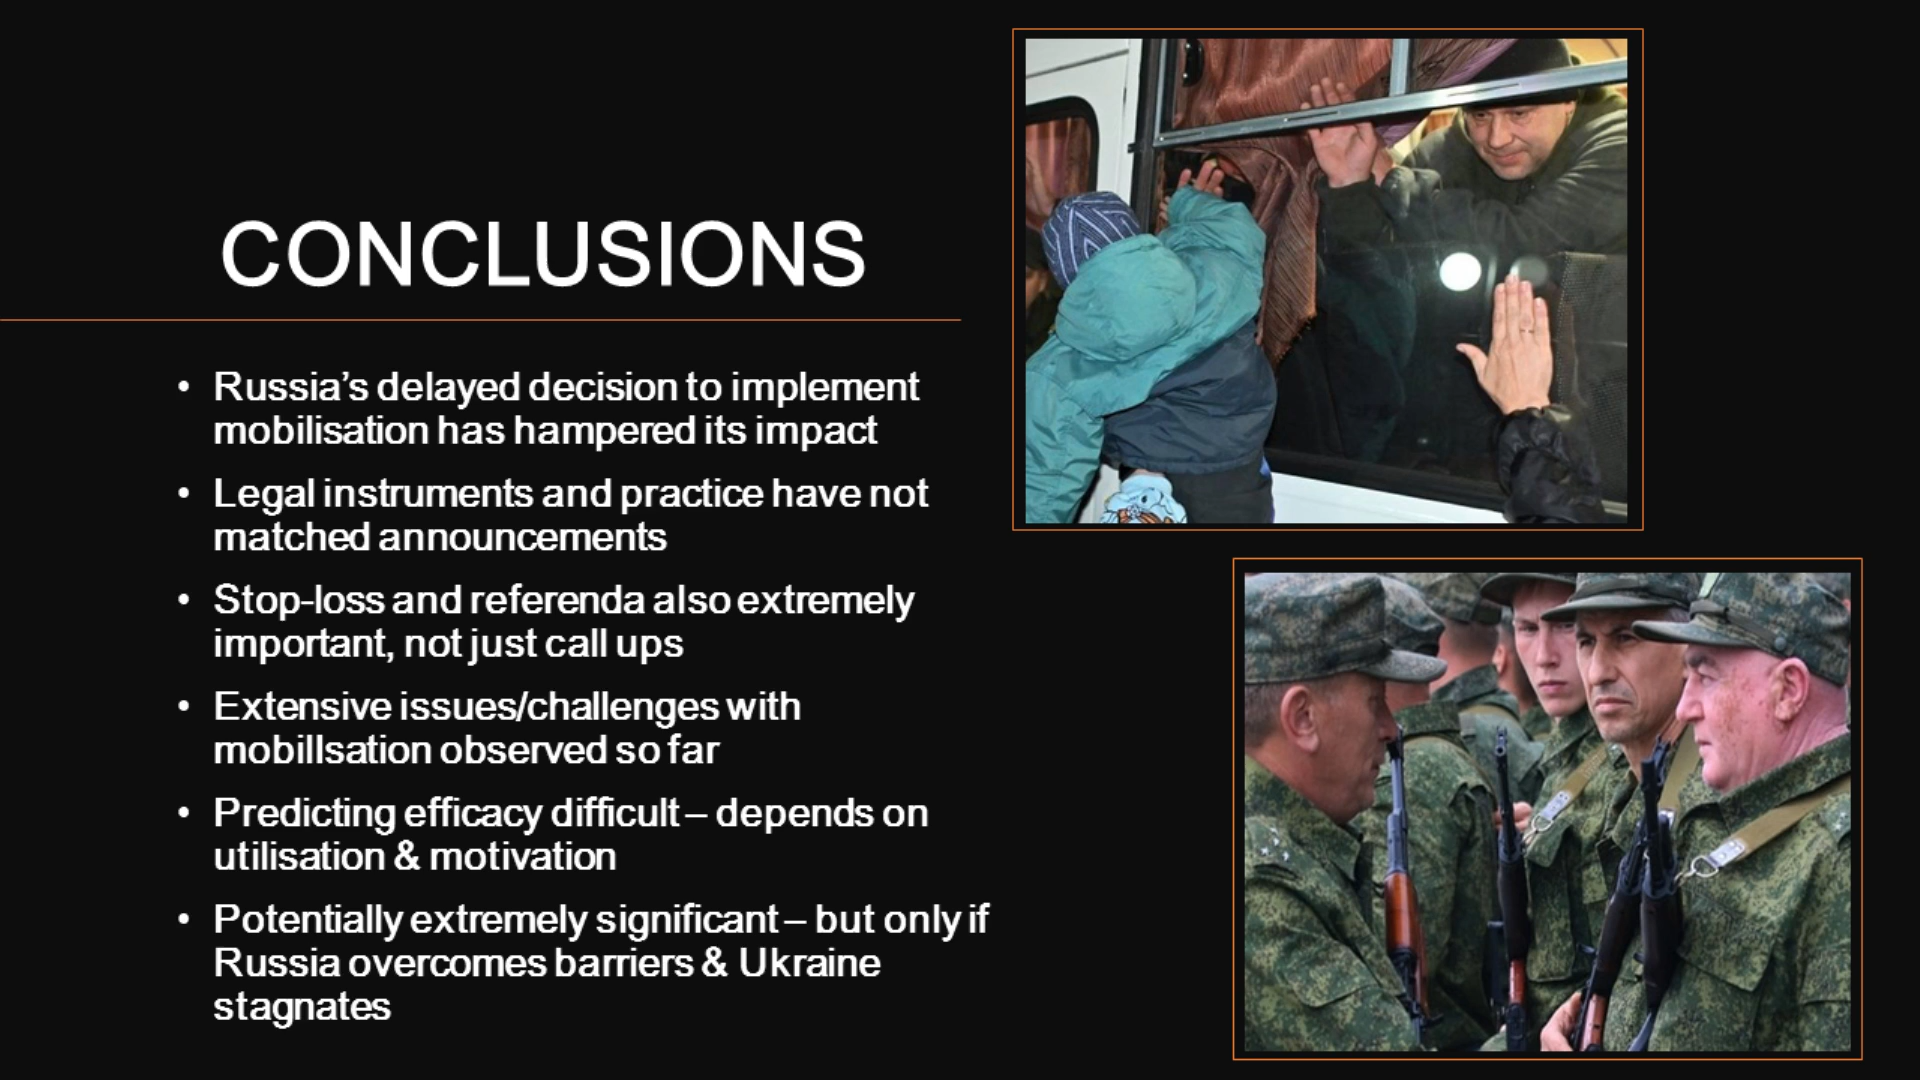 CONCLUSIONS
• Russia’s delayed decision to implement
mobilisation has hampered its impact
• Legal instruments and practice have not
matched announcements
• Stop-loss and referenda also extremely
important, not just call ups
• Extensive issues/challenges with
mobilIsation observed so far
• Predicting efficacy difficult – depends on
utilisation & motivation
• Potentially extremely significant – but only if
Russia overcomes barriers & Ukraine
stagnates